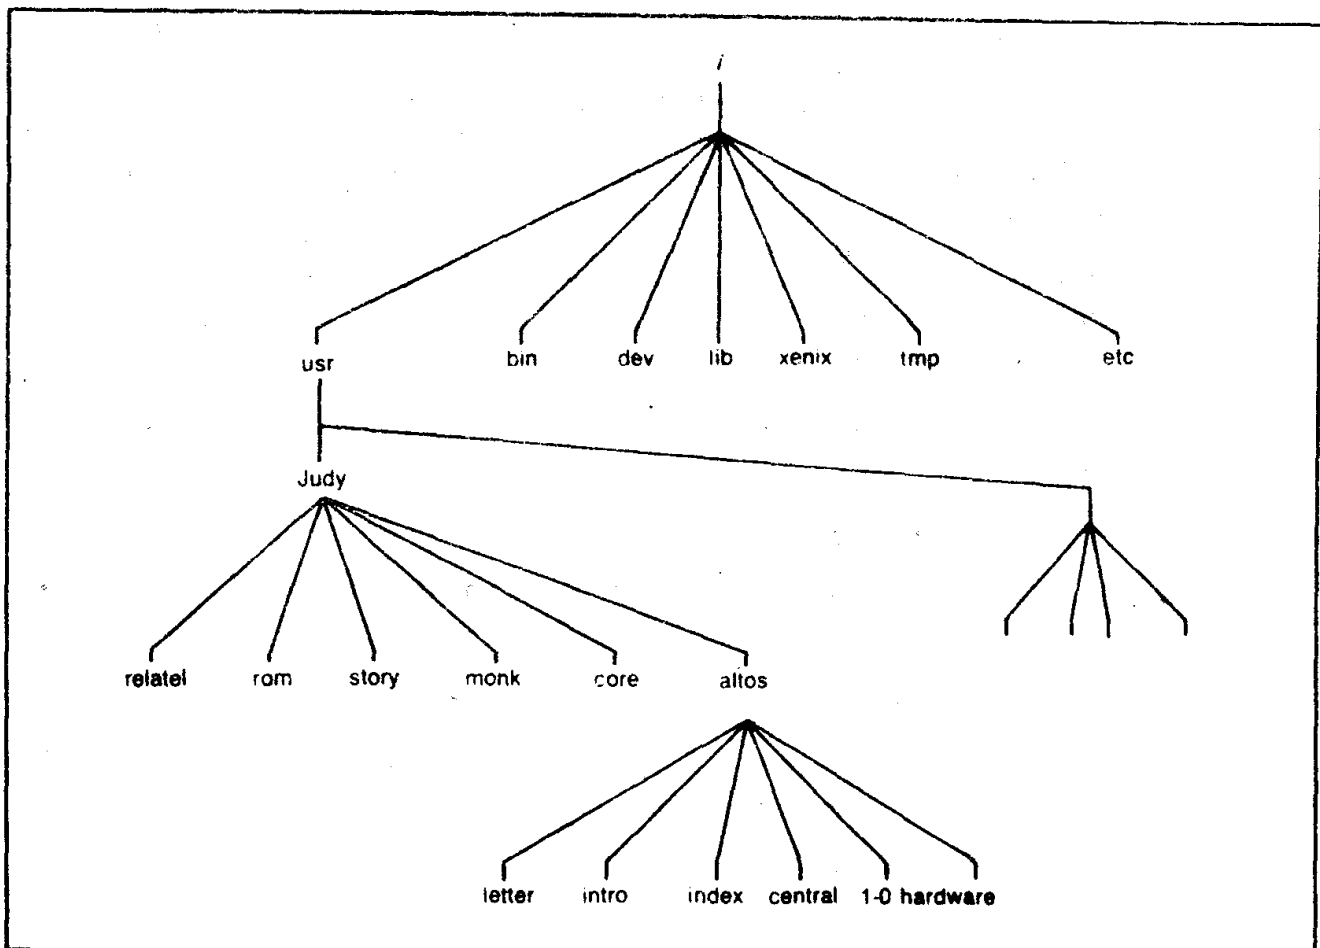 /
usr bin dev lib xenix tmp etc
Judy
relatel rom story monk core altos
letter intro index central 1-0 hardware